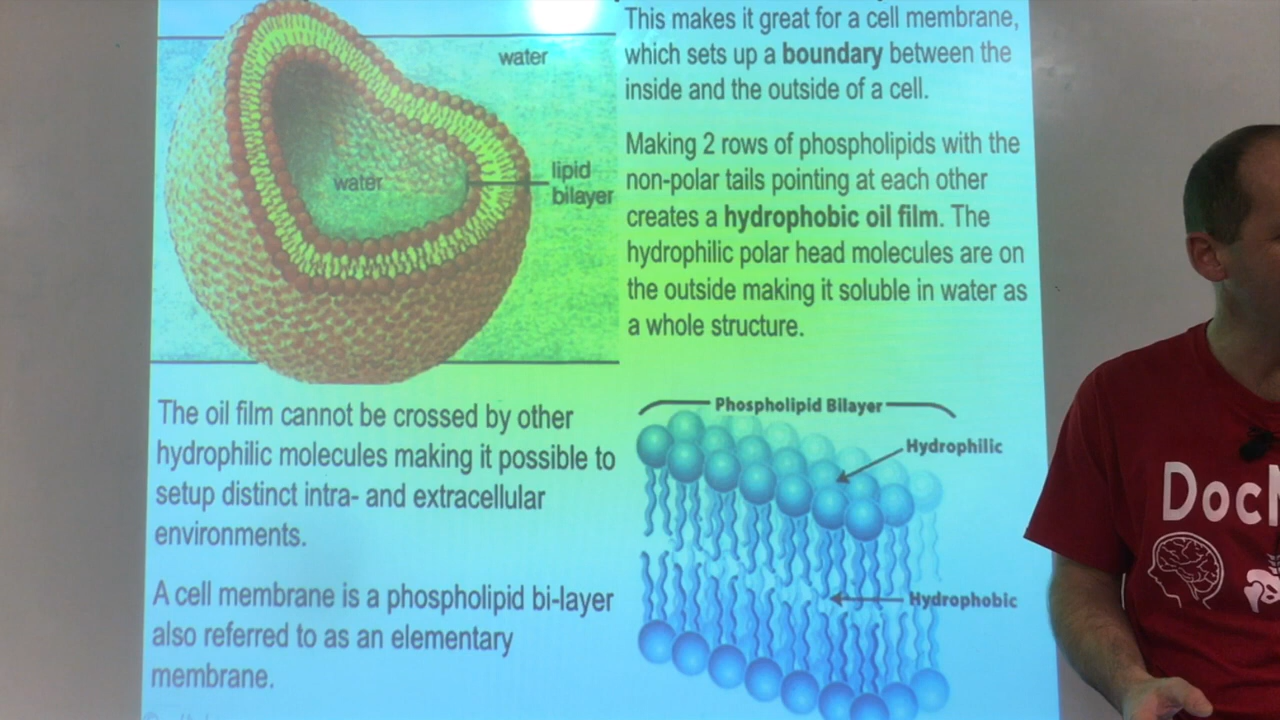 This makes it great for a cell membrane,
which sets up a boundary between the
inside and the outside of a cell.
water
water
lipid
bilayer
Making 2 rows of phospholipids with the
non-polar tails pointing at each other
creates a hydrophobic oil film. The
hydrophilic polar head molecules are on
the outside making it soluble in water as
a whole structure.
The oil film cannot be crossed by other
hydrophilic molecules making it possible to
setup distinct intra- and extracellular
environments.
A cell membrane is a phospholipid bi-layer
also referred to as an elementary
membrane.
Phospholipid Bilayer
Hydrophilic
Hydrophobic
Doc